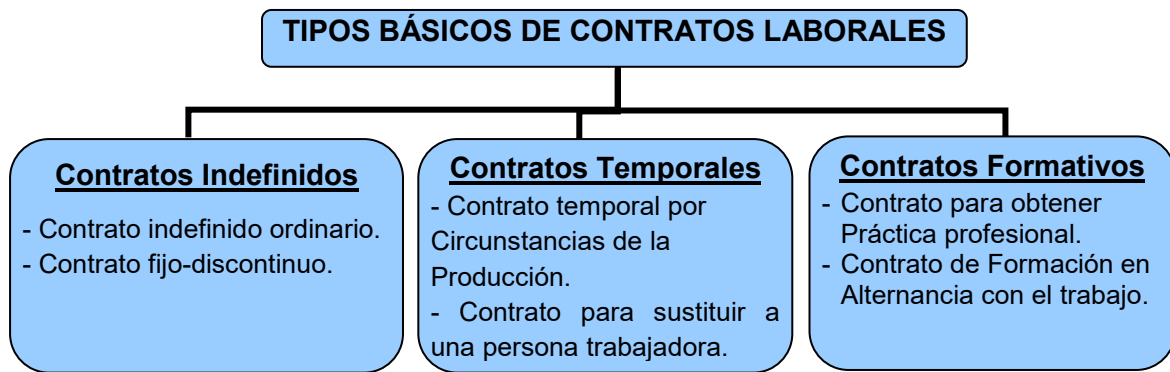 TIPOS BÁSICOS DE CONTRATOS LABORALES
Contratos Indefinidos
- Contrato indefinido ordinario.
- Contrato fijo-discontinuo.
Contratos Temporales
- Contrato temporal por
Circunstancias de la
Producción.
- Contrato para sustituir a
una persona trabajadora.
Contratos Formativos
- Contrato para obtener
Práctica profesional.
- Contrato de Formación en
Alternancia con el trabajo.